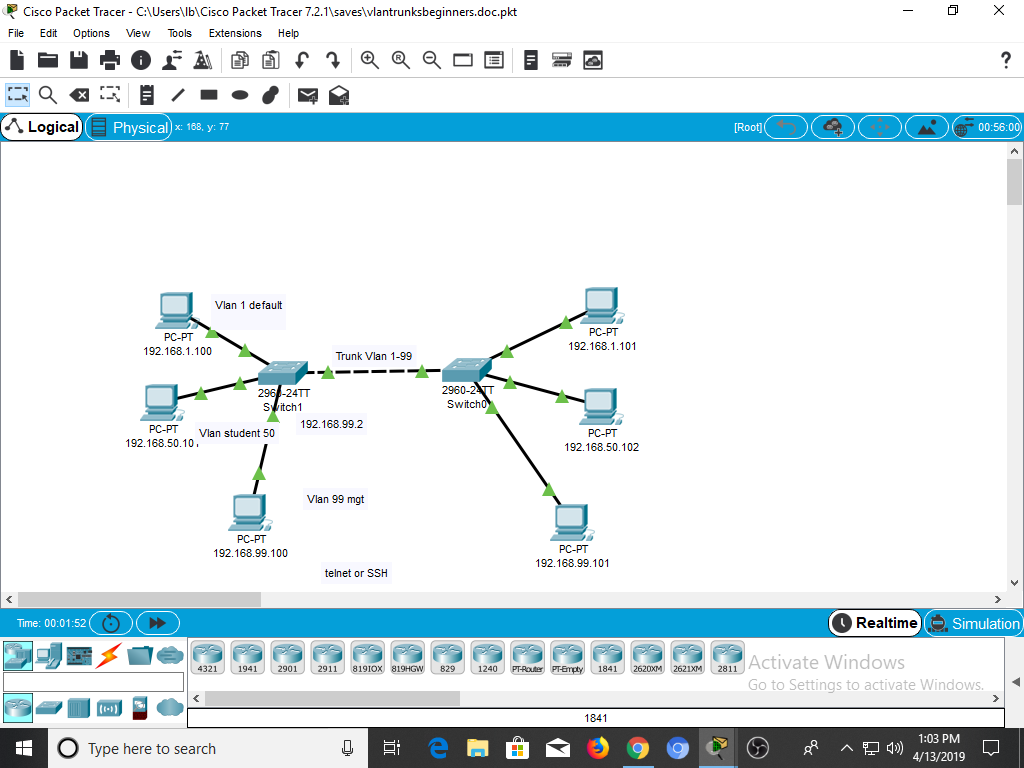 Cisco Packet Tracer - C:\Users\lb\Cisco Packet Tracer 7.2.1\saves\vlantrunksbeginners.doc.pkt
File Edit Options View Tools Extensions Help
Logical Physical x: 168, y: 77 [Root] 00:56:00
Vlan 1 default
PC-PT
192.168.1.100
PC-PT
192.168.1.101
Trunk Vlan 1-99
2960-24TT
Switch1
2960-24TT
Switch0
192.168.99.2
PC-PT
192.168.50.10
Vlan student 50
PC-PT
192.168.50.102
Vlan 99 mgt
PC-PT
192.168.99.100
PC-PT
192.168.99.101
telnet or SSH
Time: 00:01:52 Realtime Simulation
4321 1941 2901 2911 819IOX 819HGW 829 1240 PT-Router PT-Empty 1841 2620XM 2621XM 2811
Activate Windows
Go to Settings to activate Windows.
1841
Type here to search
1:03 PM
4/13/2019